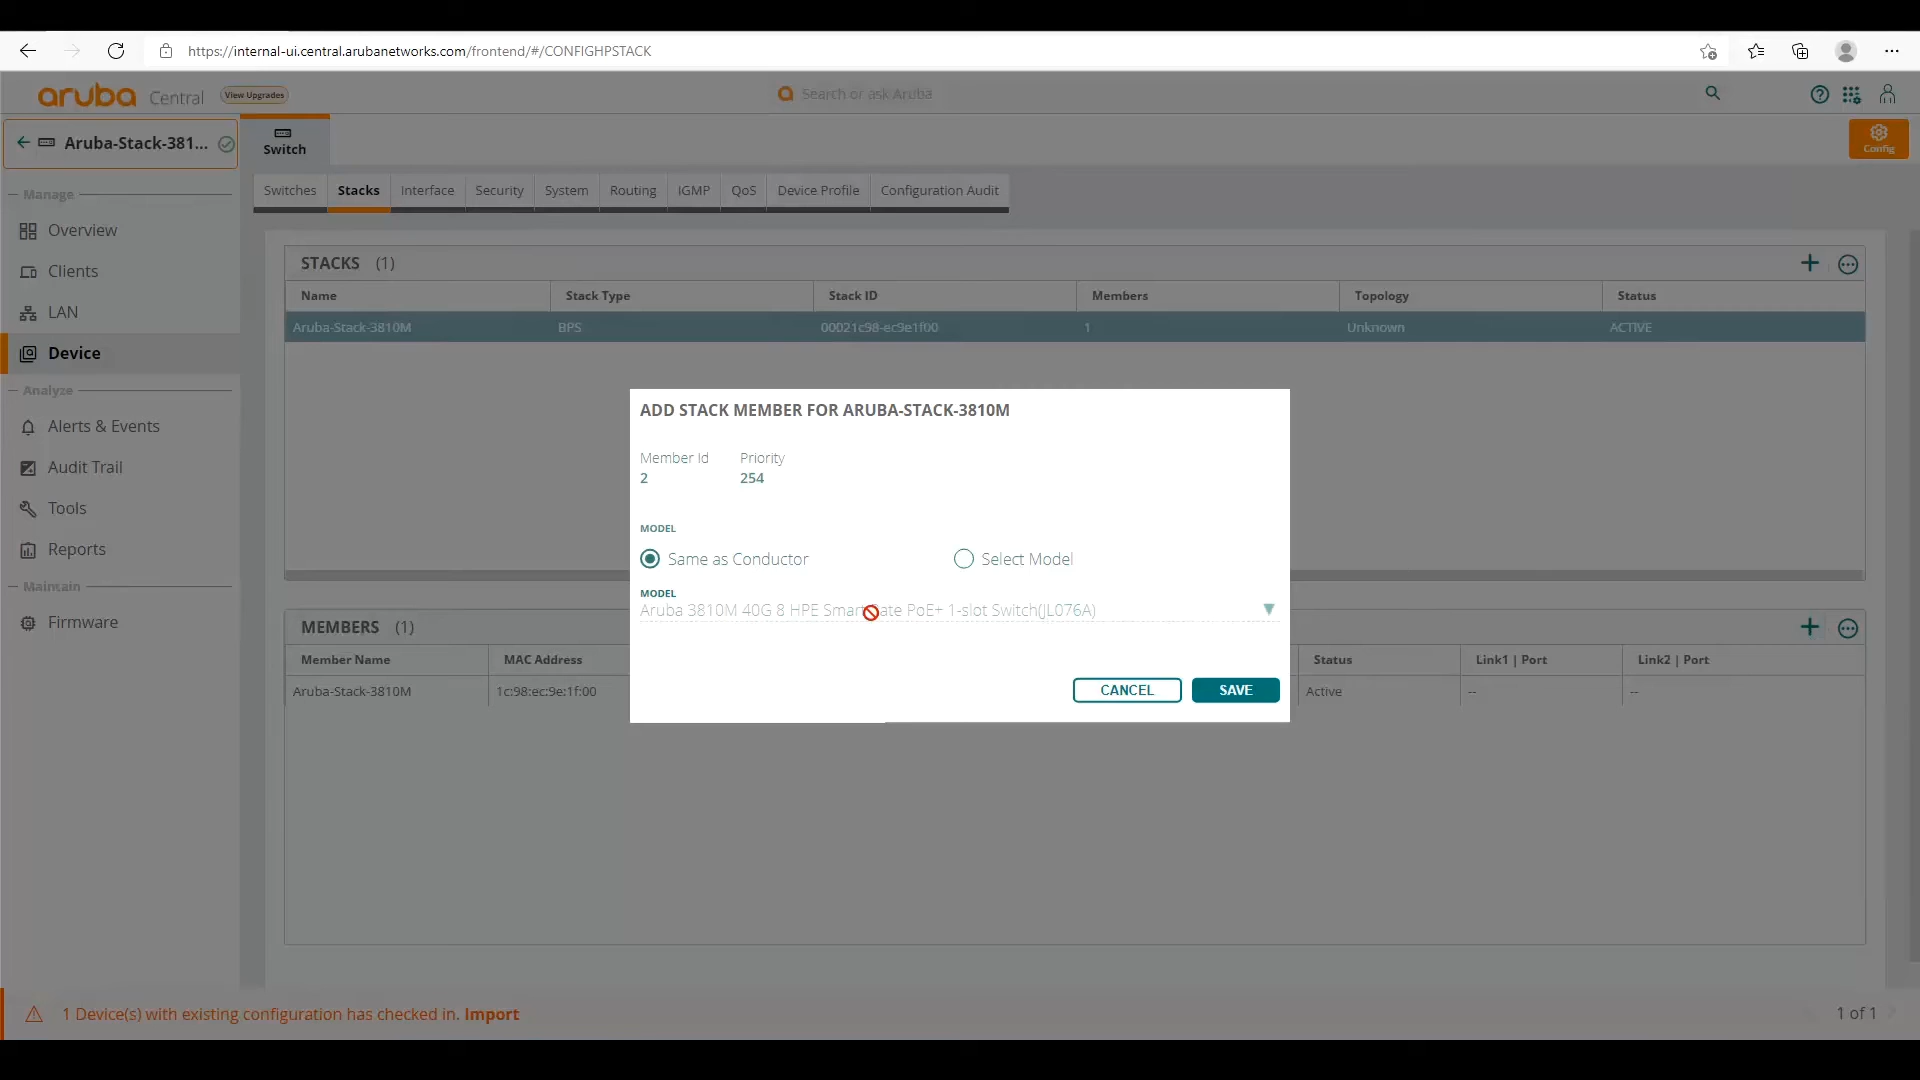 https://internal-ui.central.arubanetworks.com/frontend/#/CONFIGHPSTACK
aruba Central View Upgrades
Search or ask Aruba
Aruba-Stack-381...
Switch
Config
Manage
Overview
Clients
LAN
Device
Analyze
Alerts & Events
Audit Trail
Tools
Reports
Maintain
Firmware
Switches Stacks Interface Security System Routing IGMP QoS Device Profile Configuration Audit
STACKS (1)
Name Stack Type Stack ID Members Topology Status
Aruba-Stack-3810M BPS 00021c98-ec9e1f00 1 Unknown ACTIVE
ADD STACK MEMBER FOR ARUBA-STACK-3810M
Member Id Priority
2 254
MODEL
Same as Conductor Select Model
MODEL
Aruba 3810M 40G 8 HPE Smart Rate PoE+ 1-slot Switch(JL076A)
CANCEL SAVE
MEMBERS (1)
Member Name MAC Address Status Link1 | Port Link2 | Port
Aruba-Stack-3810M 1c:98:ec:9e:1f:00 Active -- --
1 Device(s) with existing configuration has checked in. Import
1 of 1